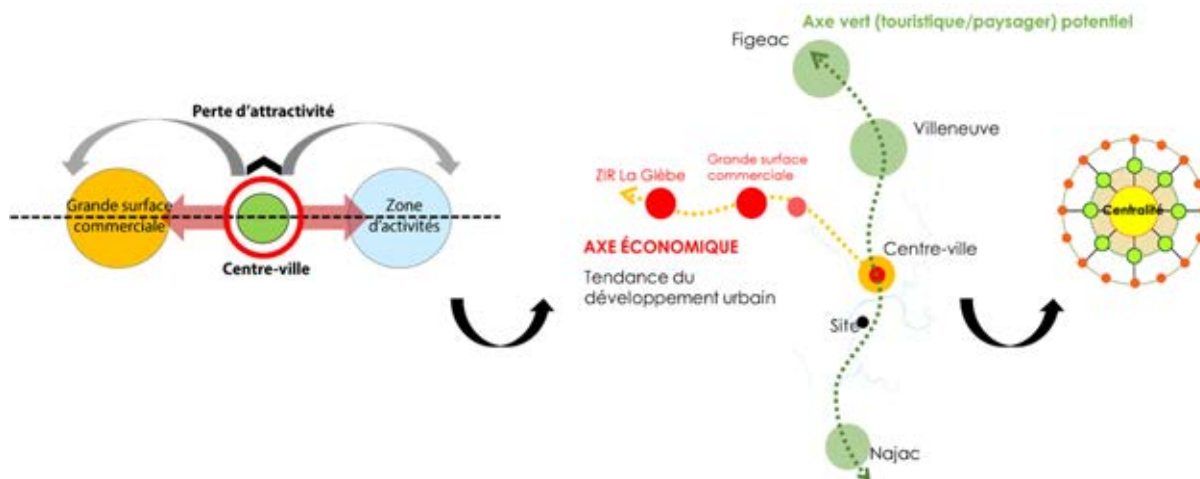 Perte d'attractivité
Grande surface
commerciale
Zone
d'activités
Centre-ville
Axe vert (touristique/paysager) potentiel
Figeac
Villeneuve
ZIR La Glèbe
Grande surface
commerciale
AXE ÉCONOMIQUE
Tendance du
développement urbain
Centre-ville
Site
Najac
Centralité